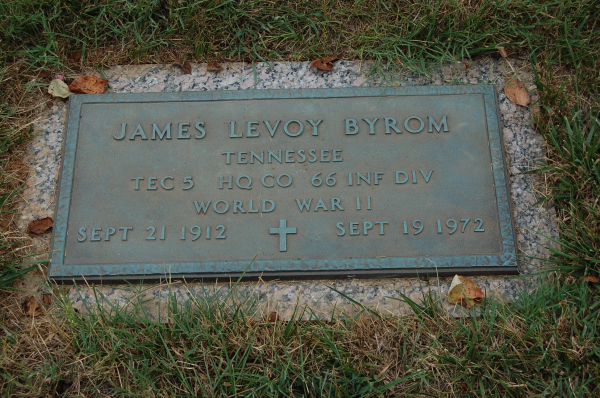 JAMES LEVOY BYROM
TENNESSEE
TEC 5 HQ CO 66 INF DIV
WORLD WAR II
SEPT 21 1912 SEPT 19 1972